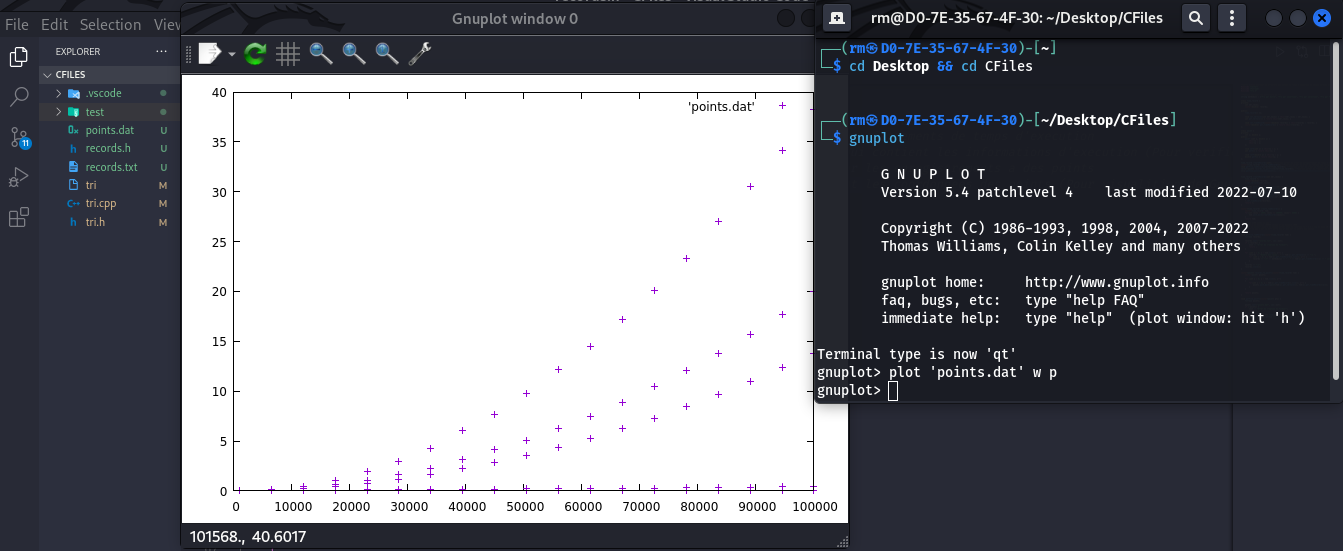 File Edit Selection View
EXPLORER ...
CFILES
.vscode
test
points.dat U
records.h U
records.txt U
tri M
tri.cpp M
tri.h M
11
Gnuplot window 0
'points.dat'
40
35
30
25
20
15
10
5
0
0 10000 20000 30000 40000 50000 60000 70000 80000 90000 100000
101568., 40.6017
rm@D0-7E-35-67-4F-30: ~/Desktop/CFiles
(rm㉿D0-7E-35-67-4F-30)-[~]
$ cd Desktop && cd CFiles
(rm㉿D0-7E-35-67-4F-30)-[~/Desktop/CFiles]
$ gnuplot
G N U P L O T
Version 5.4 patchlevel 4 last modified 2022-07-10
Copyright (C) 1986-1993, 1998, 2004, 2007-2022
Thomas Williams, Colin Kelley and many others
gnuplot home: http://www.gnuplot.info
faq, bugs, etc: type "help FAQ"
immediate help: type "help" (plot window: hit 'h')
Terminal type is now 'qt'
gnuplot> plot 'points.dat' w p
gnuplot>